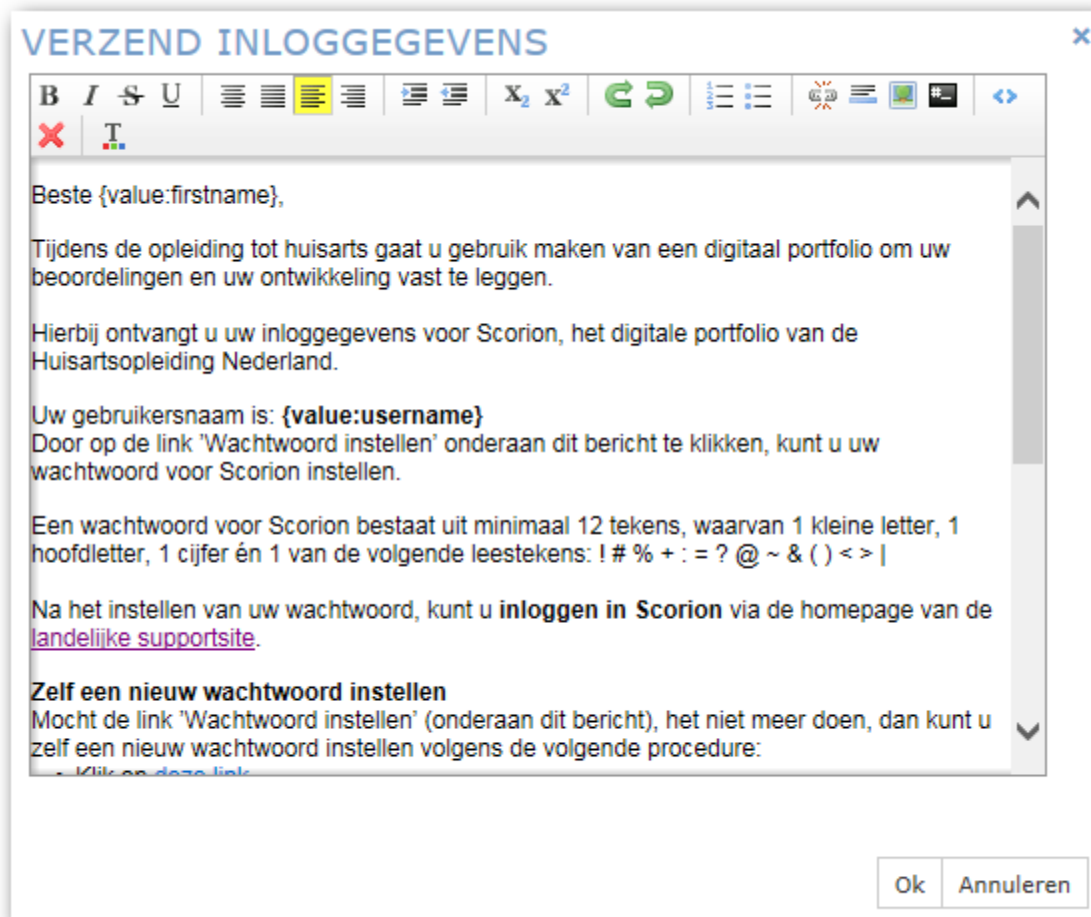 VERZEND INLOGGEGEVENS
Beste {value:firstname},
Tijdens de opleiding tot huisarts gaat u gebruik maken van een digitaal portfolio om uw
beoordelingen en uw ontwikkeling vast te leggen.
Hierbij ontvangt u uw inloggegevens voor Scorion, het digitale portfolio van de
Huisartsopleiding Nederland.
Uw gebruikersnaam is: {value:username}
Door op de link 'Wachtwoord instellen' onderaan dit bericht te klikken, kunt u uw
wachtwoord voor Scorion instellen.
Een wachtwoord voor Scorion bestaat uit minimaal 12 tekens, waarvan 1 kleine letter, 1
hoofdletter, 1 cijfer én 1 van de volgende leestekens: ! # % + : = ? @ ~ & ( ) < > |
Na het instellen van uw wachtwoord, kunt u inloggen in Scorion via de homepage van de
landelijke supportsite.
Zelf een nieuw wachtwoord instellen
Mocht de link 'Wachtwoord instellen' (onderaan dit bericht), het niet meer doen, dan kunt u
zelf een nieuw wachtwoord instellen volgens de volgende procedure:
• Klik op deze link
Ok Annuleren